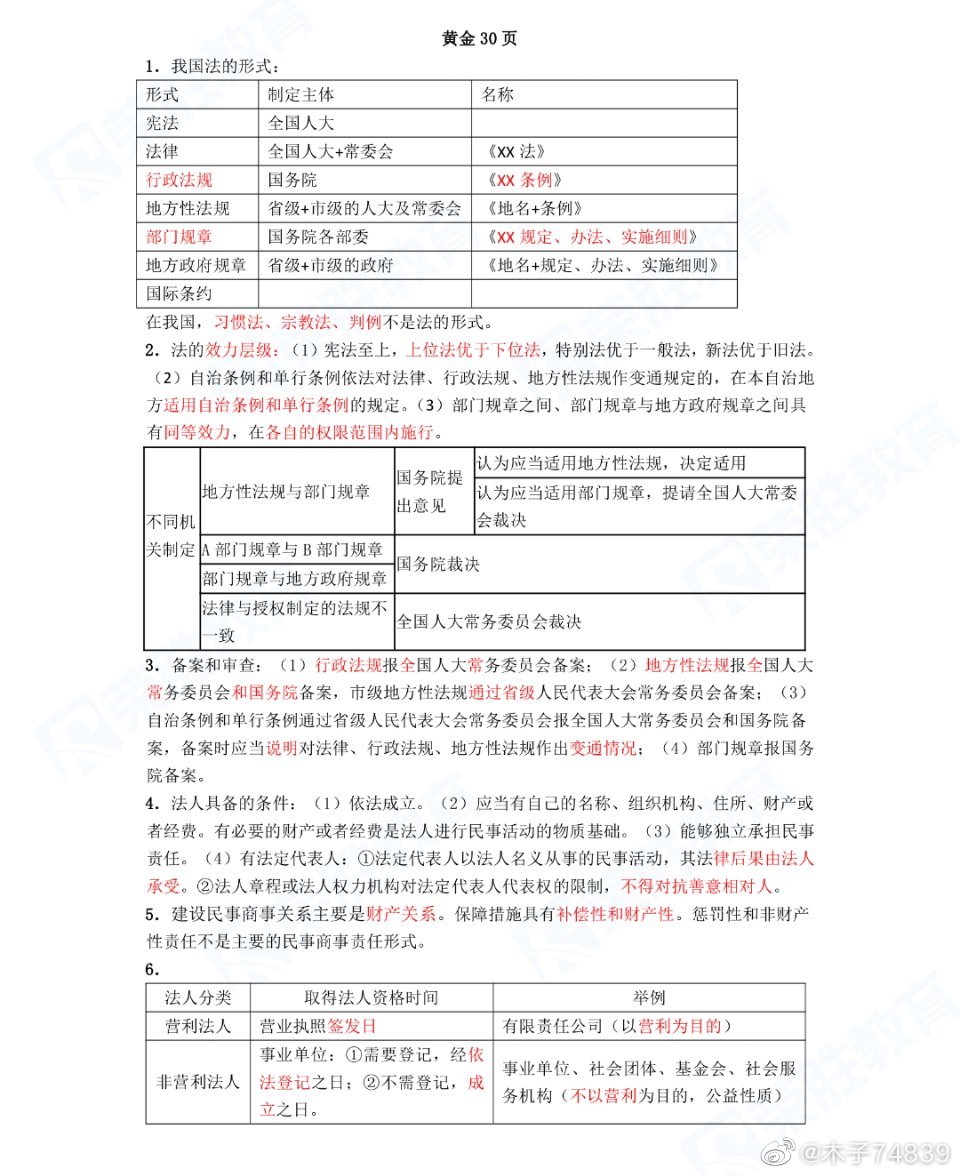 黄金30页
1. 我国法的形式：
形式 制定主体 名称
宪法 全国人大
法律 全国人大+常委会 《XX 法》
行政法规 国务院 《XX 条例》
地方性法规 省级+市级的人大及常委会 《地名+条例》
部门规章 国务院各部委 《XX 规定、办法、实施细则》
地方政府规章 省级+市级的政府 《地名+规定、办法、实施细则》
国际条约
在我国，习惯法、宗教法、判例不是法的形式。
2. 法的效力层级：（1）宪法至上，上位法优于下位法，特别法优于一般法，新法优于旧法。
（2）自治条例和单行条例依法对法律、行政法规、地方性法规作变通规定的，在本自治地
方适用自治条例和单行条例的规定。（3）部门规章之间、部门规章与地方政府规章之间具
有同等效力，在各自的权限范围内施行。
不同机
关制定
地方性法规与部门规章
国务院提
出意见
认为应当适用地方性法规，决定适用
认为应当适用部门规章，提请全国人大常委
会裁决
A 部门规章与 B 部门规章
部门规章与地方政府规章
国务院裁决
法律与授权制定的法规不
一致
全国人大常务委员会裁决
3. 备案和审查：（1）行政法规报全国人大常务委员会备案；（2）地方性法规报全国人大
常务委员会和国务院备案，市级地方性法规通过省级人民代表大会常务委员会备案；（3）
自治条例和单行条例通过省级人民代表大会常务委员会报全国人大常务委员会和国务院备
案，备案时应当说明对法律、行政法规、地方性法规作出变通情况；（4）部门规章报国务
院备案。
4. 法人具备的条件：（1）依法成立。（2）应当有自己的名称、组织机构、住所、财产或
者经费。有必要的财产或者经费是法人进行民事活动的物质基础。（3）能够独立承担民事
责任。（4）有法定代表人：①法定代表人以法人名义从事的民事活动，其法律后果由法人
承受。②法人章程或法人权力机构对法定代表人代表权的限制，不得对抗善意相对人。
5. 建设民事商事关系主要是财产关系。保障措施具有补偿性和财产性。惩罚性和非财产
性责任不是主要的民事商事责任形式。
6.
法人分类 取得法人资格时间 举例
营利法人 营业执照签发日 有限责任公司（以营利为目的）
非营利法人
事业单位：①需要登记，经依
法登记之日；②不需登记，成
立之日。
事业单位、社会团体、基金会、社会服
务机构（不以营利为目的，公益性质）
荣胜教育
@木子74839